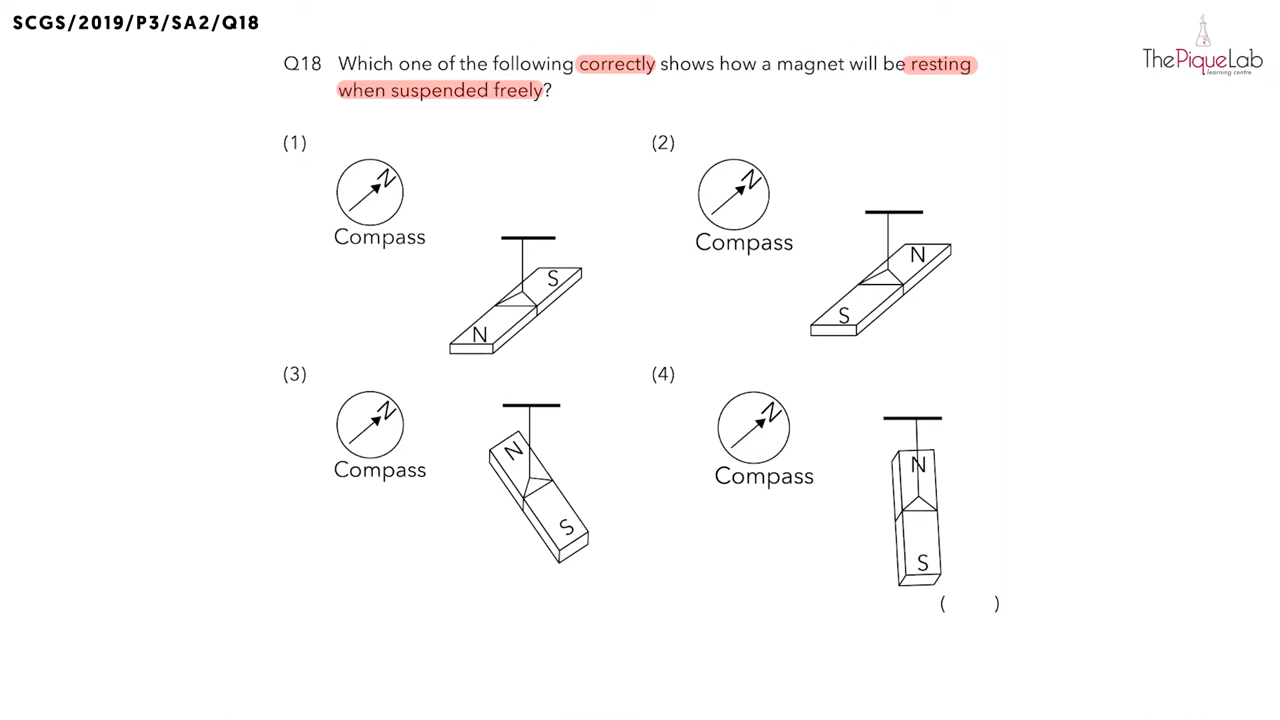 SCGS/2019/P3/SA2/Q18
ThePiqueLab
learning centre
Q18 Which one of the following correctly shows how a magnet will be resting
when suspended freely?
(1)
N
Compass
S
N
(2)
N
Compass
N
S
(3)
N
Compass
N
S
(4)
N
Compass
N
S
( )